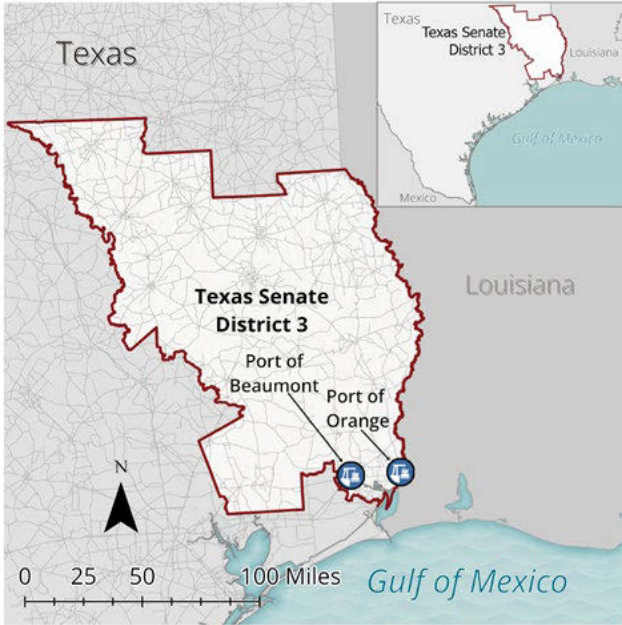 Texas
Texas
Texas Senate
District 3
Louisiana
Gulf of Mexico
Mexico
Louisiana
Texas Senate
District 3
Port of
Beaumont
Port of
Orange
N
0 25 50 100 Miles
Gulf of Mexico